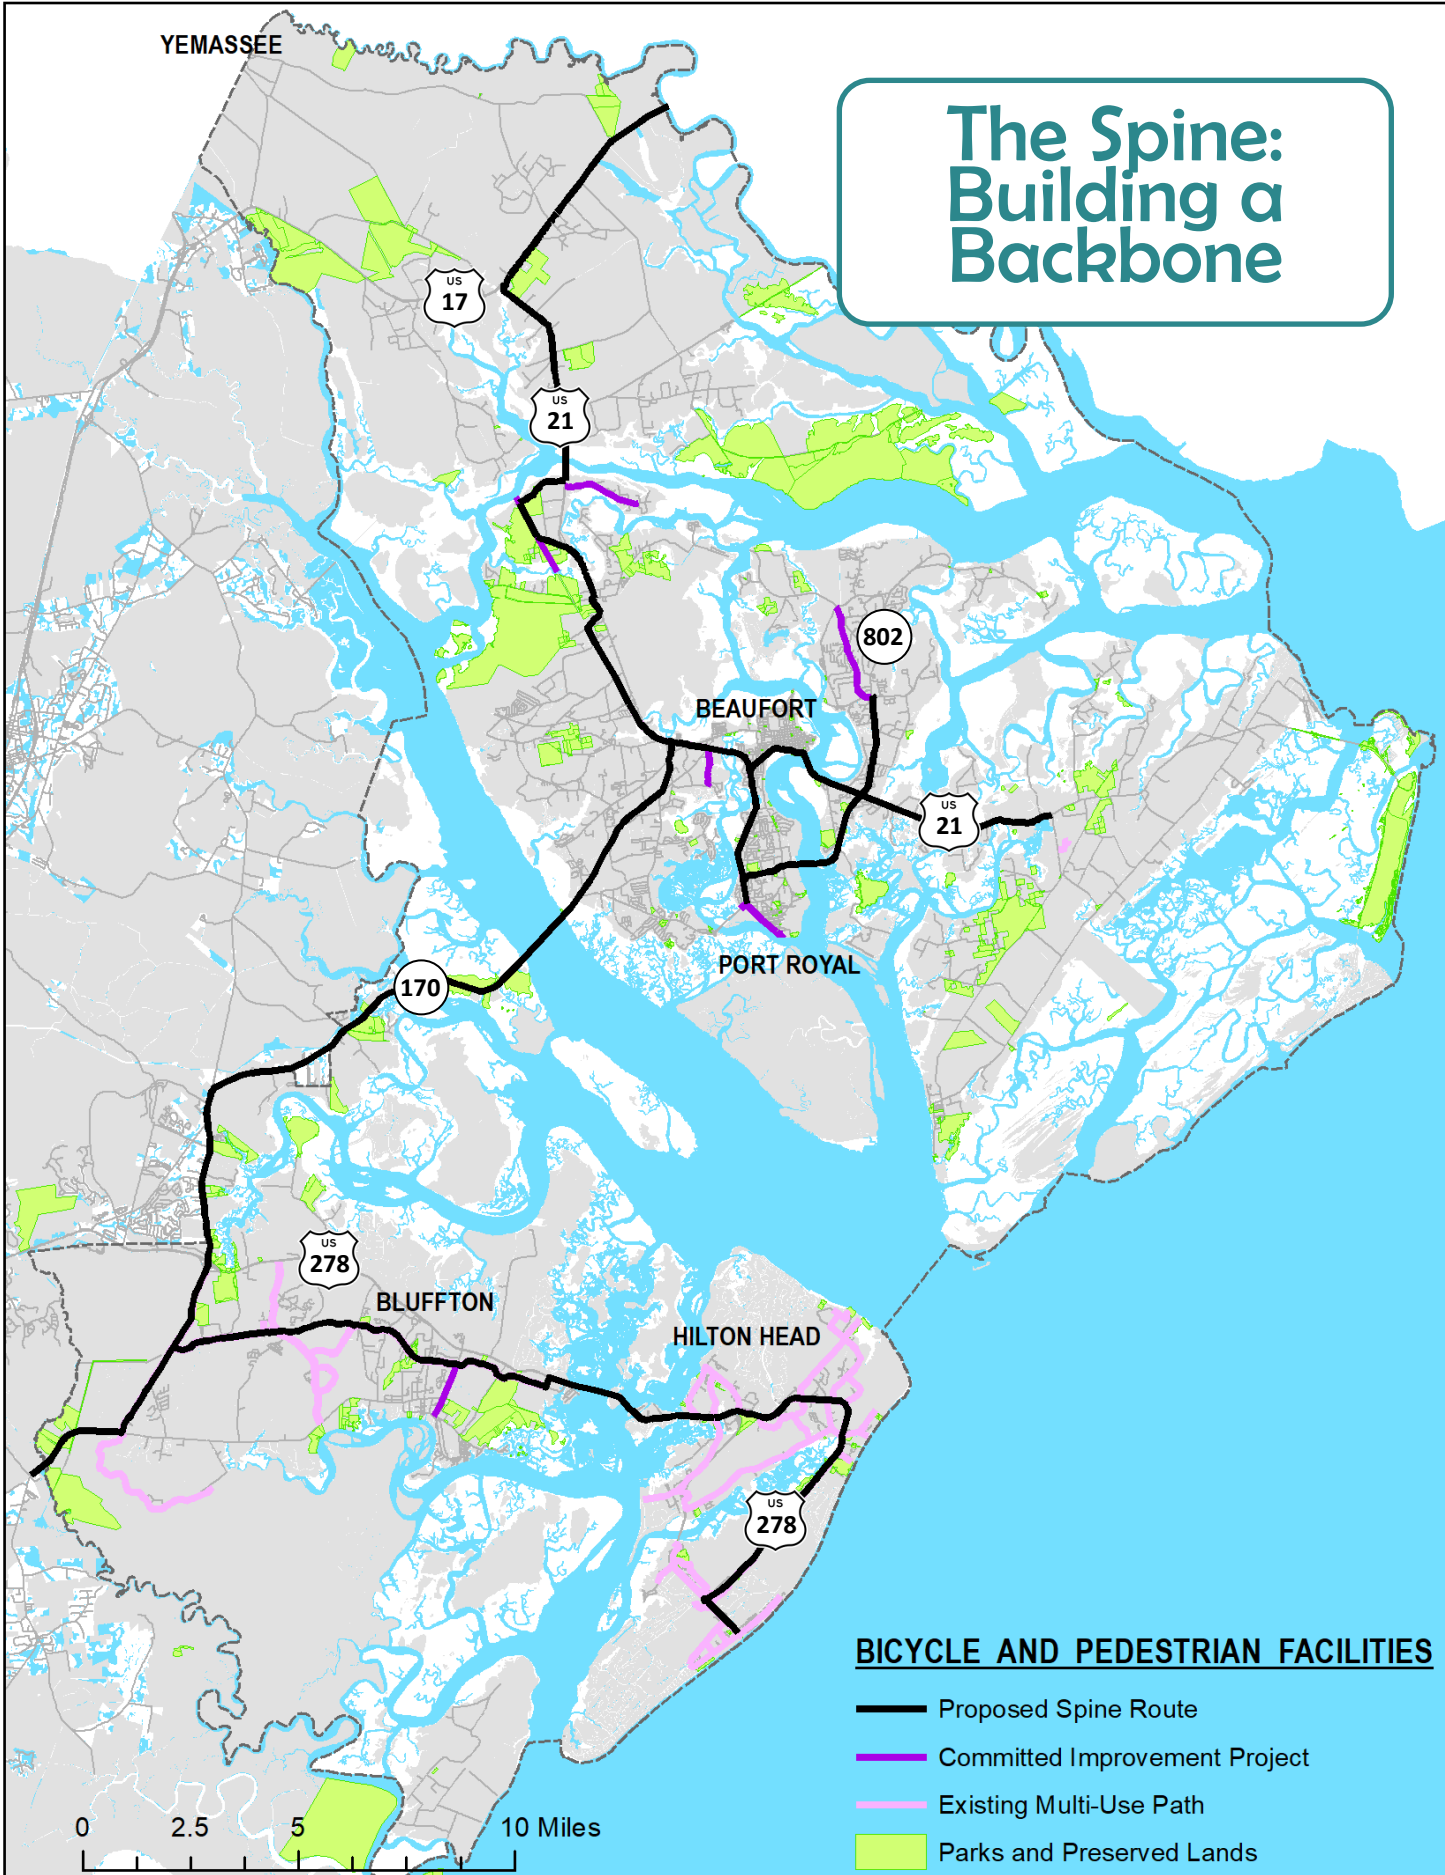 YEMASSEE
The Spine:
Building a
Backbone
US
17
US
21
802
BEAUFORT
US
21
PORT ROYAL
170
US
278
BLUFFTON
HILTON HEAD
US
278
BICYCLE AND PEDESTRIAN FACILITIES
Proposed Spine Route
Committed Improvement Project
Existing Multi-Use Path
Parks and Preserved Lands
0 2.5 5 10 Miles